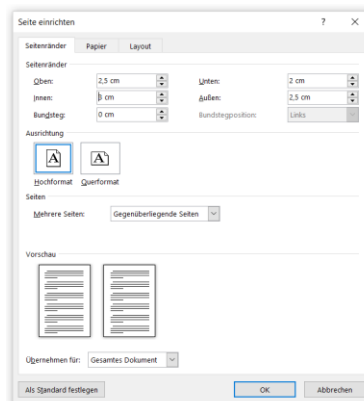 Seite einrichten ? X
Seitenränder Papier Layout
Seitenränder
Oben: 2,5 cm Unten: 2 cm
Innen: 3 cm Außen: 2,5 cm
Bundsteg: 0 cm Bundstegposition: Links
Ausrichtung
A A
Hochformat Querformat
Seiten
Mehrere Seiten: Gegenüberliegende Seiten
Vorschau
Übernehmen für: Gesamtes Dokument
Als Standard festlegen OK Abbrechen